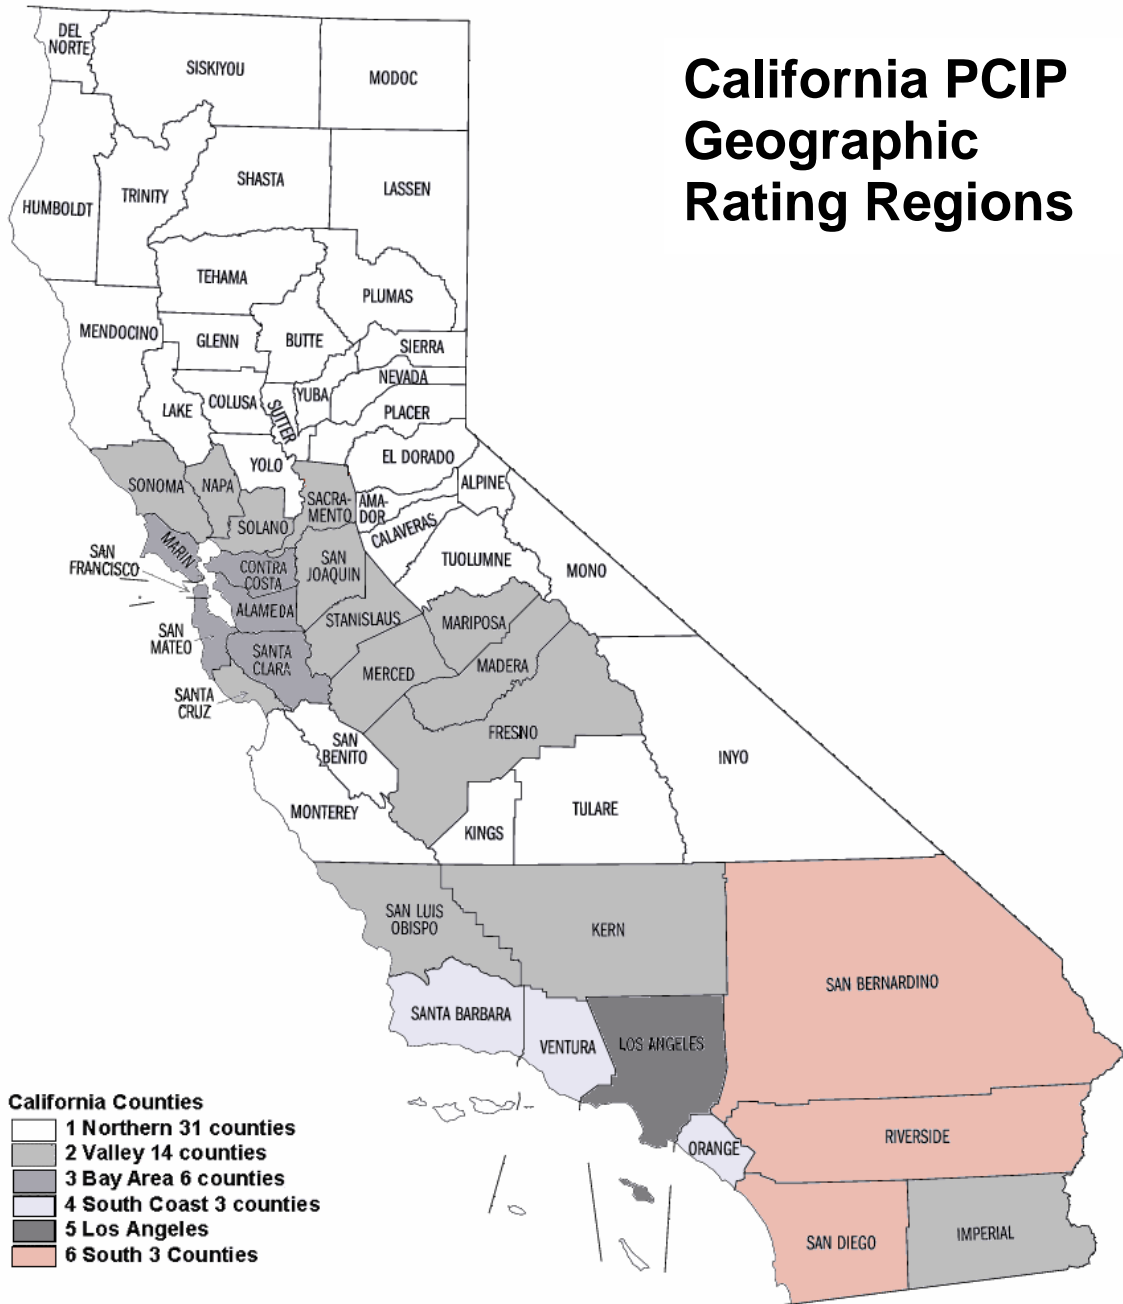 California PCIP
Geographic
Rating Regions
DEL
NORTE
SISKIYOU
MODOC
HUMBOLDT
TRINITY
SHASTA
LASSEN
TEHAMA
PLUMAS
MENDOCINO
GLENN
BUTTE
SIERRA
NEVADA
LAKE
COLUSA
SUTTER
YUBA
PLACER
YOLO
EL DORADO
ALPINE
SONOMA
NAPA
SOLANO
SACRA-
MENTO
AMA-
DOR
CALAVERAS
TUOLUMNE
MONO
SAN
FRANCISCO
MARIN
CONTRA
COSTA
SAN
JOAQUIN
ALAMEDA
STANISLAUS
MARIPOSA
SAN
MATEO
SANTA
CLARA
MERCED
MADERA
SANTA
CRUZ
FRESNO
SAN
BENITO
INYO
MONTEREY
KINGS
TULARE
SAN LUIS
OBISPO
KERN
SAN BERNARDINO
SANTA BARBARA
VENTURA
LOS ANGELES
ORANGE
RIVERSIDE
SAN DIEGO
IMPERIAL
California Counties
1 Northern 31 counties
2 Valley 14 counties
3 Bay Area 6 counties
4 South Coast 3 counties
5 Los Angeles
6 South 3 Counties